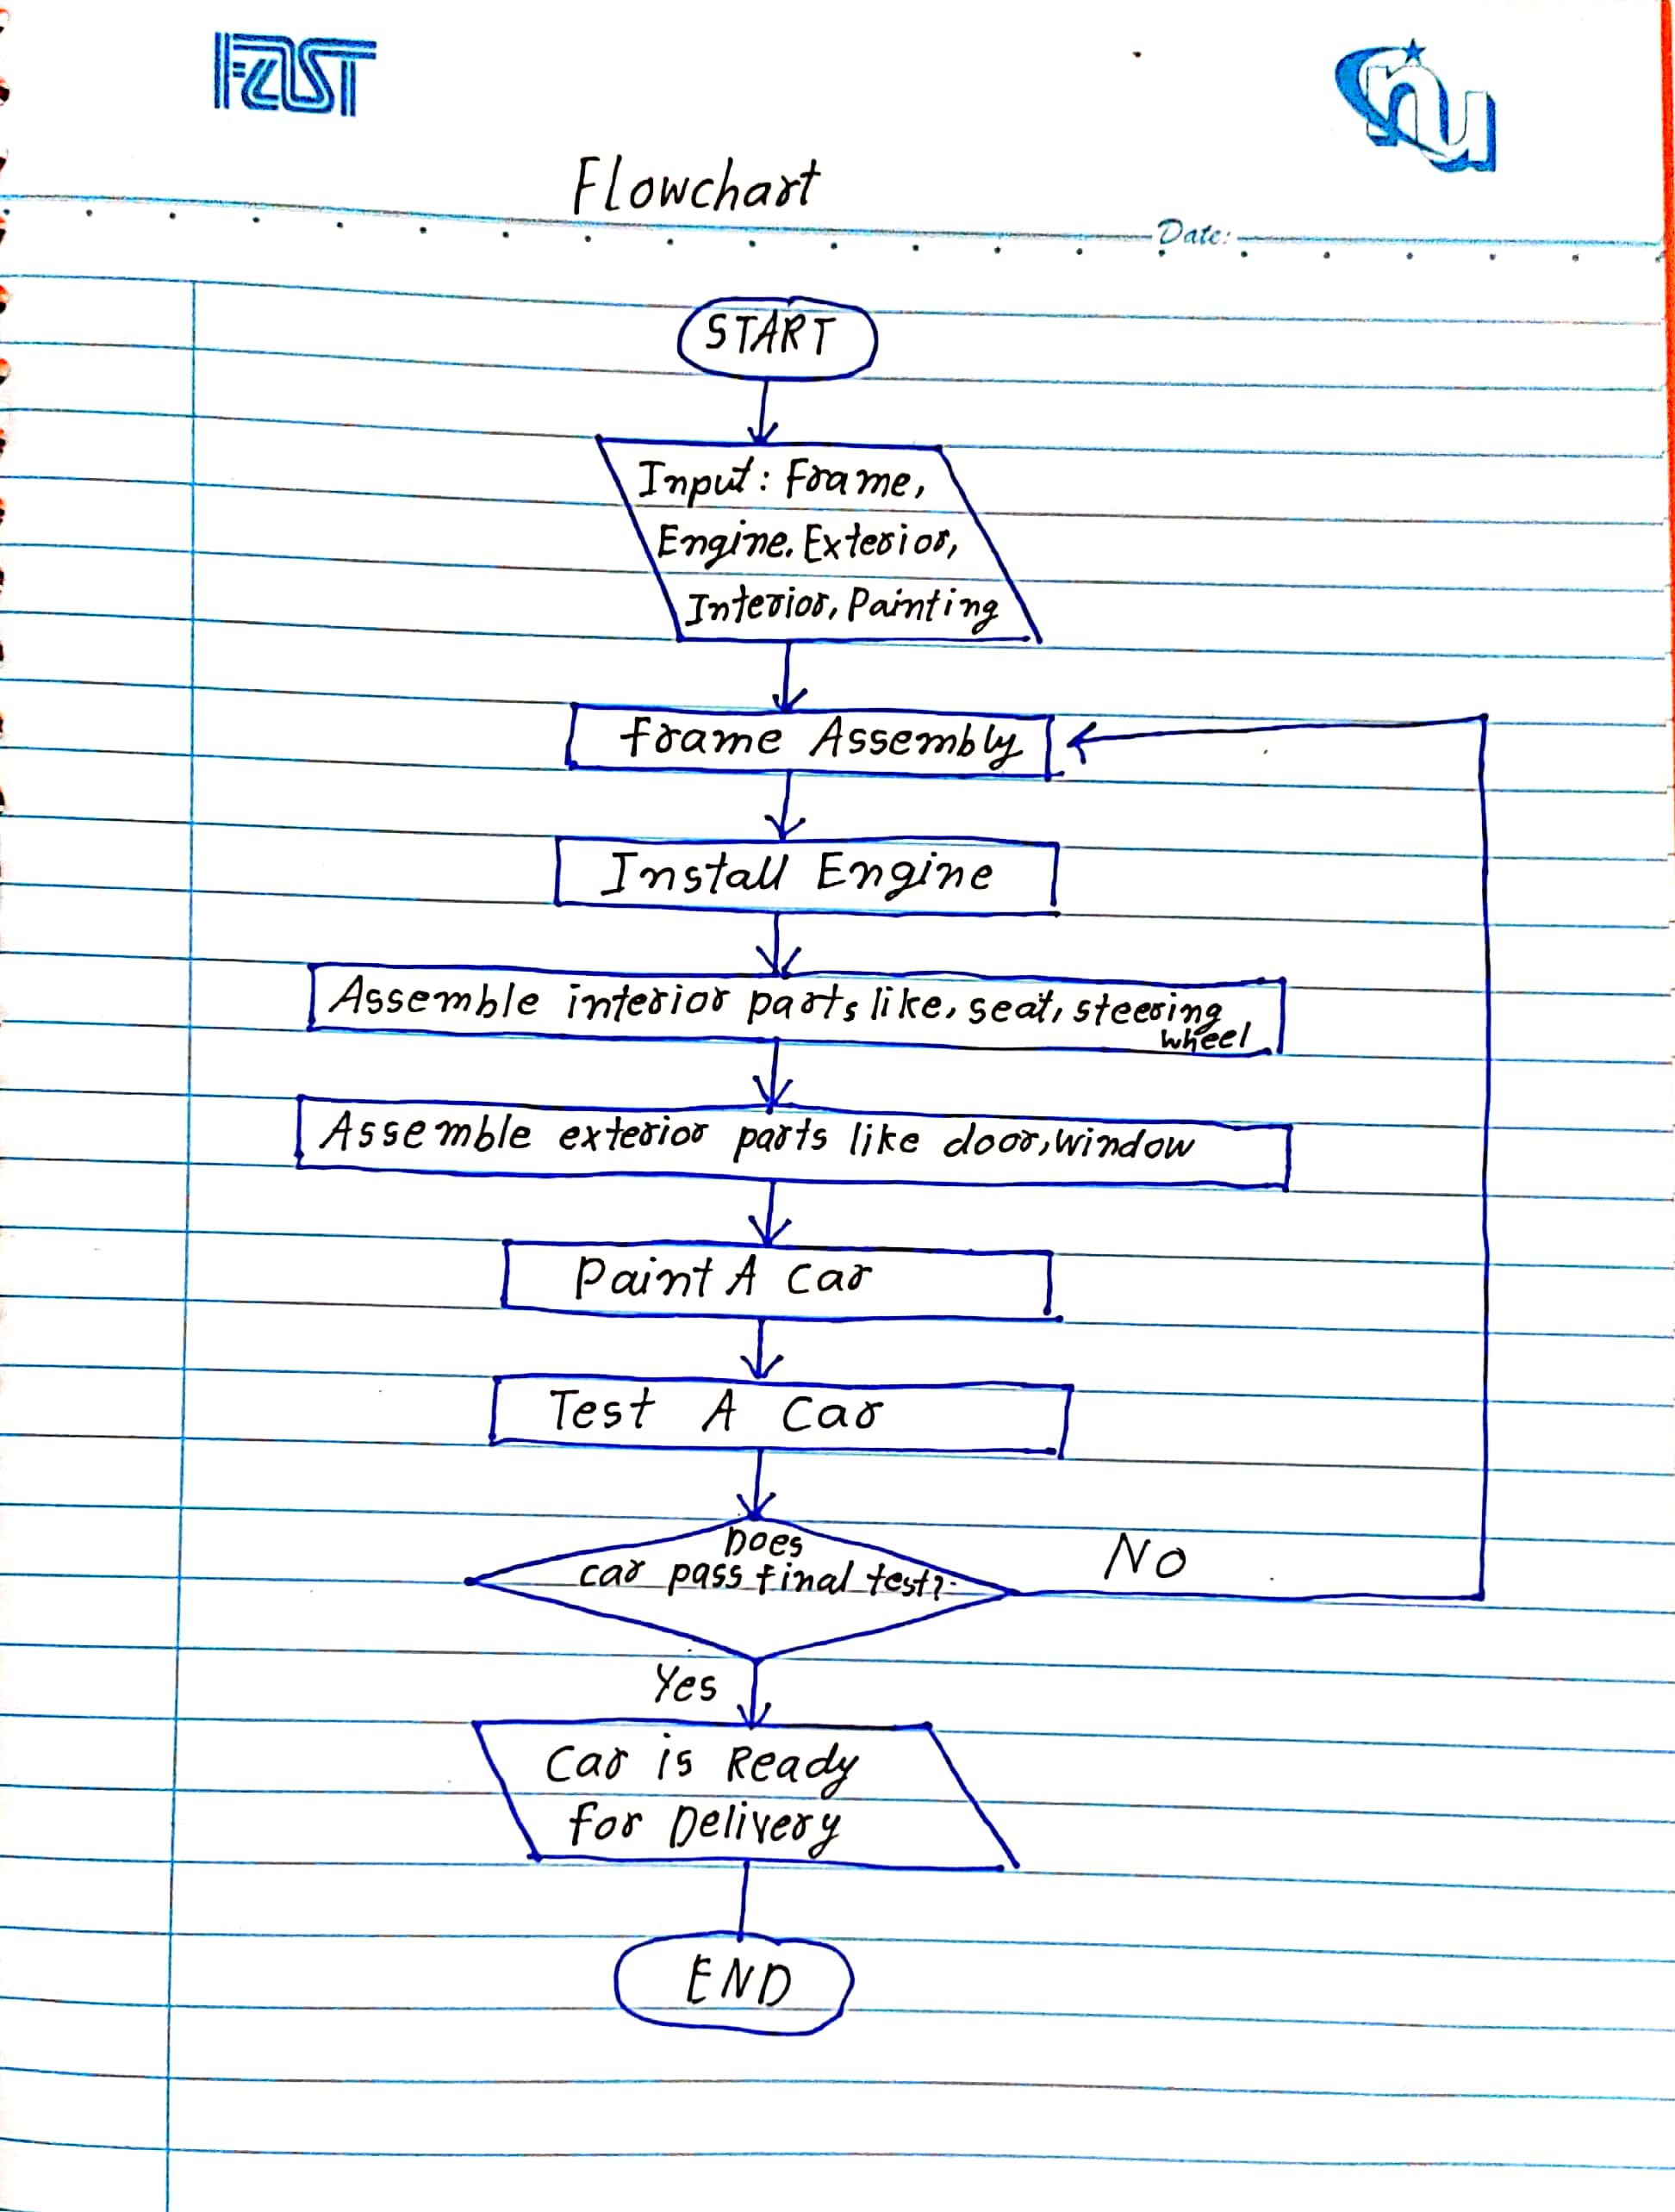 FAST
nu
Flowchart
Date:
START
Input: Frame,
Engine. Exterior,
Interior, Painting
Frame Assembly
Install Engine
Assemble interior parts like, seat, steering
wheel
Assemble exterior parts like door, window
Paint A Car
Test A Car
Does
car pass final test?
No
Yes
Car is Ready
for Delivery
END